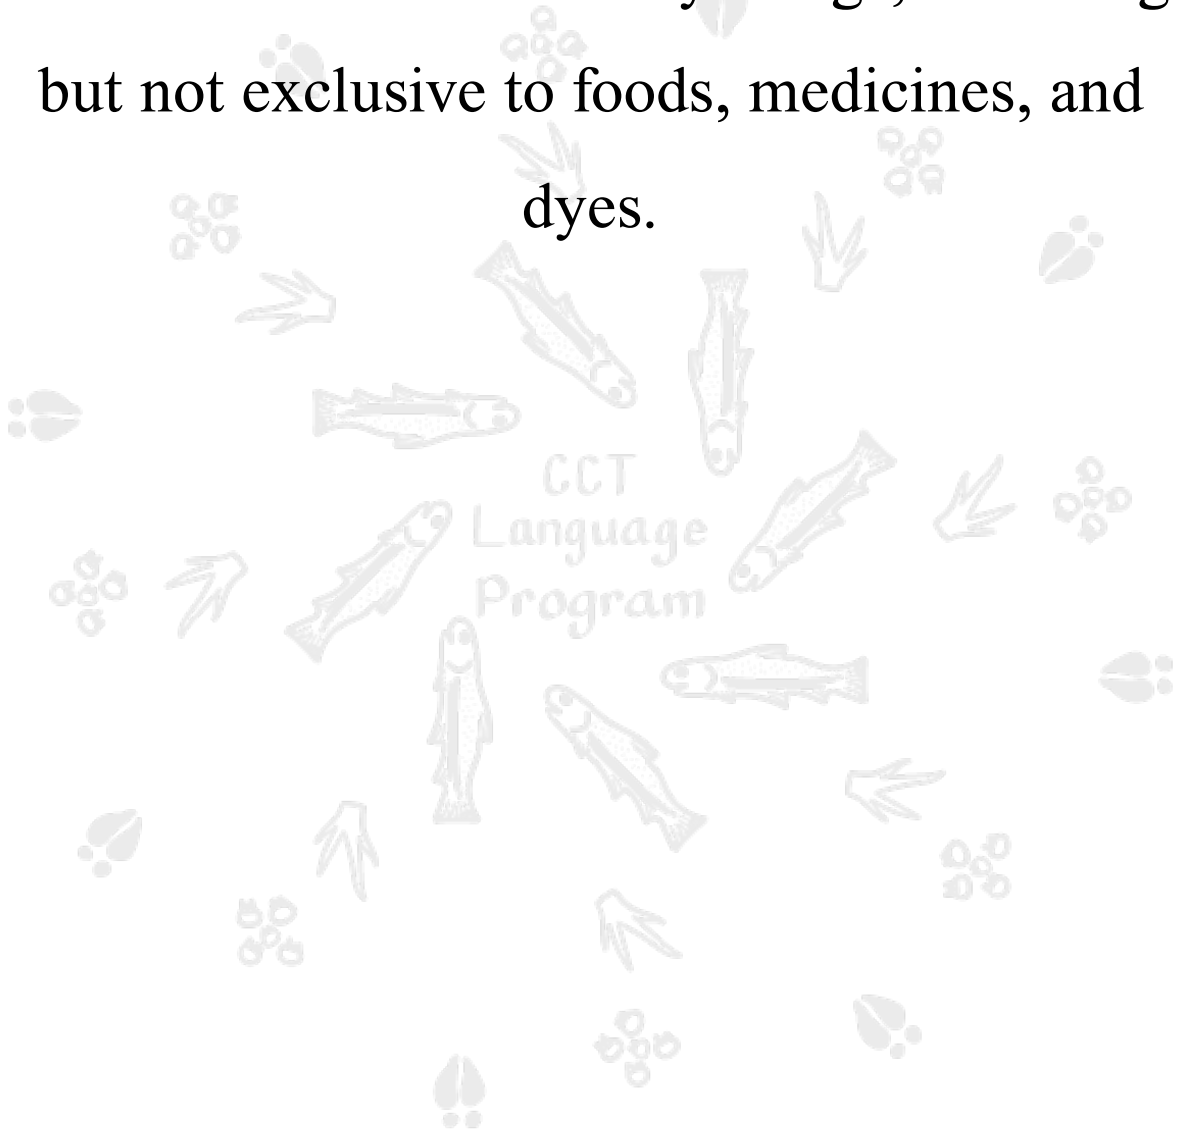 but not exclusive to foods, medicines, and
dyes.
CCT
Language
Program